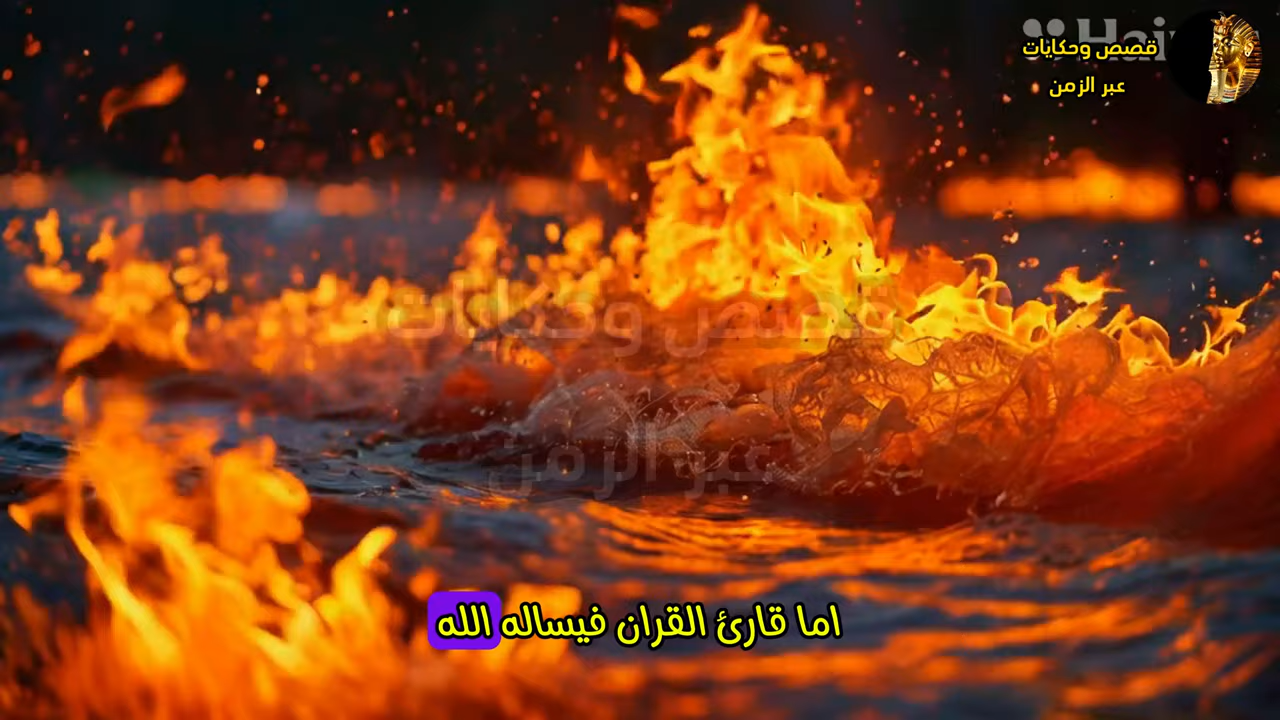 قصص وحكايات
عبر الزمن
قصص وحكايات
عبر الزمن
اما قارئ القران فيساله الله